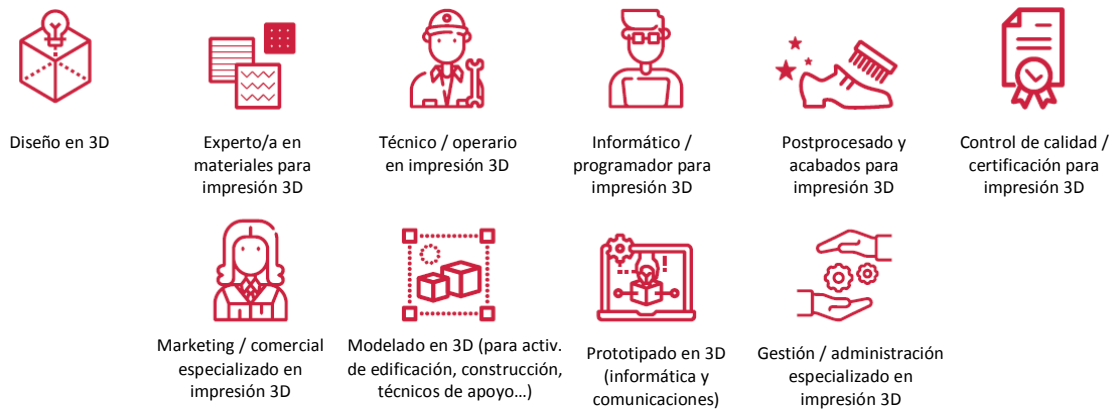 Diseño en 3D
Experto/a en
materiales para
impresión 3D
Técnico / operario
en impresión 3D
Informático /
programador para
impresión 3D
Postprocesado y
acabados para
impresión 3D
Control de calidad /
certificación para
impresión 3D
Marketing / comercial
especializado en
impresión 3D
Modelado en 3D (para activ.
de edificación, construcción,
técnicos de apoyo…)
Prototipado en 3D
(informática y
comunicaciones)
Gestión / administración
especializado en
impresión 3D